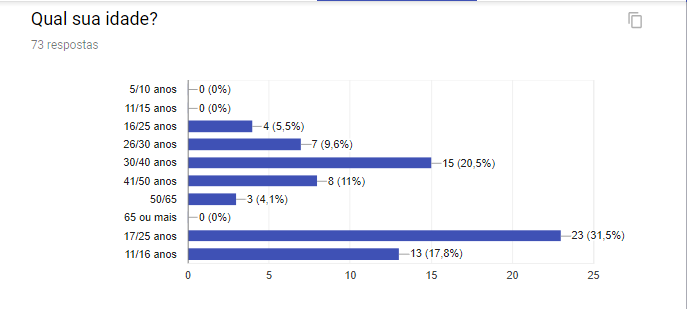 Qual sua idade?
73 respostas
5/10 anos 0 (0%)
11/15 anos 0 (0%)
16/25 anos 4 (5,5%)
26/30 anos 7 (9,6%)
30/40 anos 15 (20,5%)
41/50 anos 8 (11%)
50/65 3 (4,1%)
65 ou mais 0 (0%)
17/25 anos 23 (31,5%)
11/16 anos 13 (17,8%)
0 5 10 15 20 25